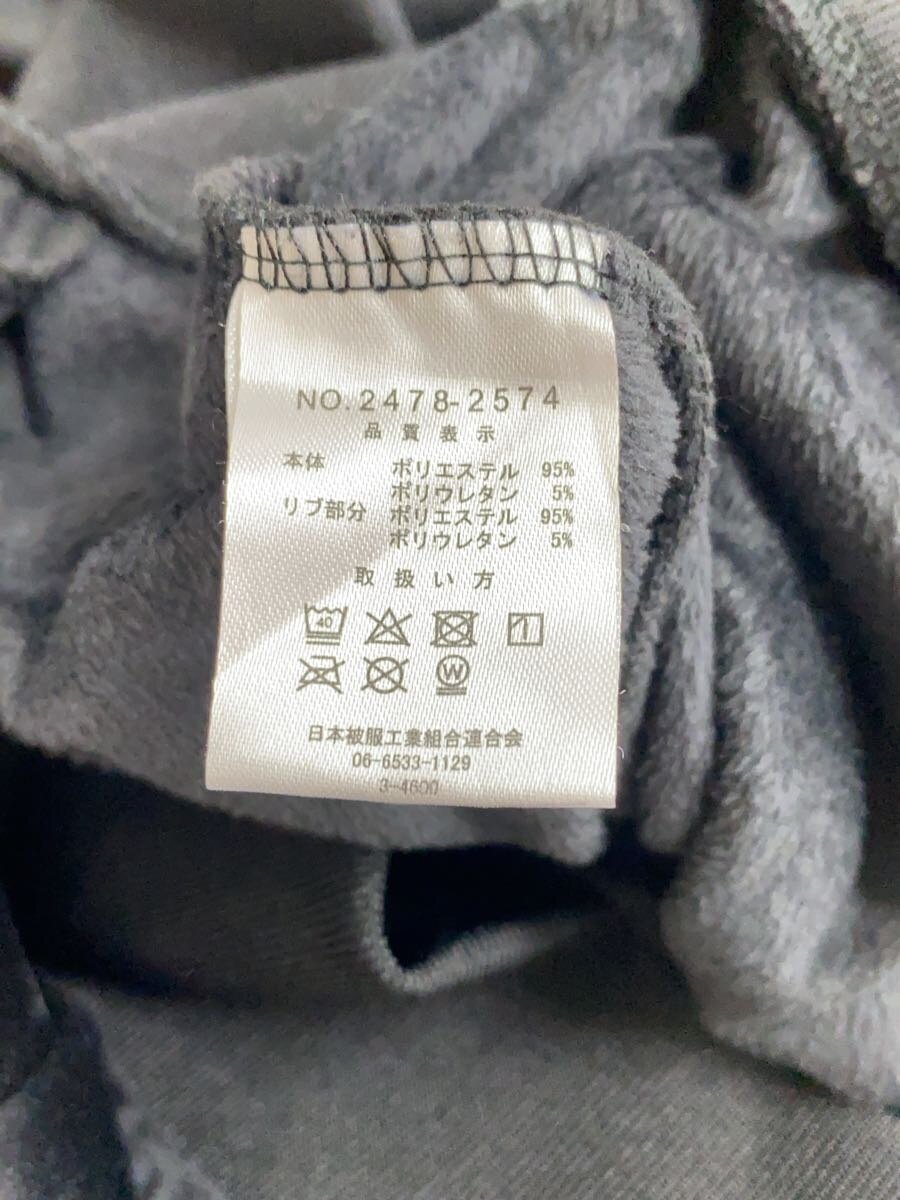 NO.2478-2574
品質表示
本体 ポリエステル 95%
ポリウレタン 5%
リブ部分 ポリエステル 95%
ポリウレタン 5%
取扱い方
40
W
日本被服工業組合連合会
06-6533-1129
3-4600